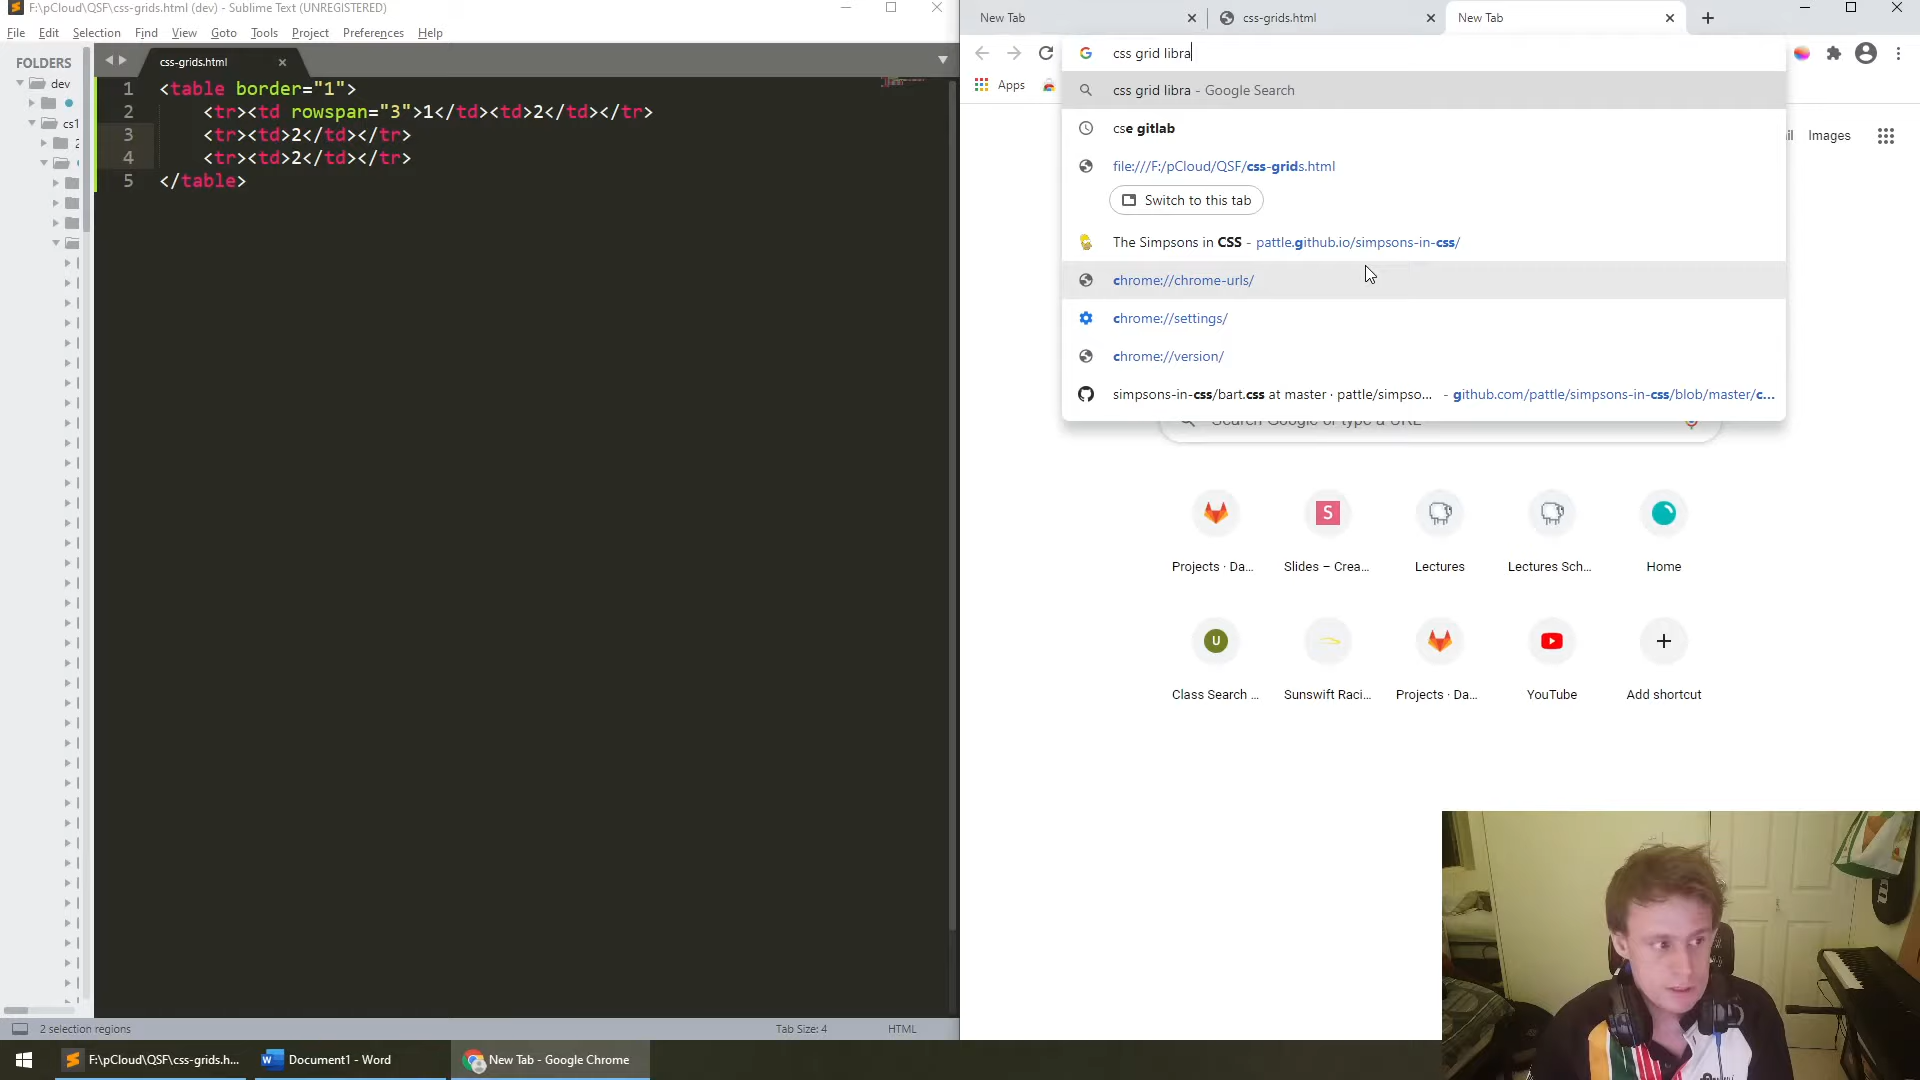 F:\pCloud\QSF\css-grids.html (dev) - Sublime Text (UNREGISTERED)
File Edit Selection Find View Goto Tools Project Preferences Help
FOLDERS
dev
cs1
2
css-grids.html
1 <table border="1">
2 <tr><td rowspan="3">1</td><td>2</td></tr>
3 <tr><td>2</td></tr>
4 <tr><td>2</td></tr>
5 </table>
2 selection regions
Tab Size: 4
HTML
New Tab
css-grids.html
New Tab
css grid libra
Apps
css grid libra - Google Search
cse gitlab
file:///F:/pCloud/QSF/css-grids.html
Switch to this tab
The Simpsons in CSS - pattle.github.io/simpsons-in-css/
chrome://chrome-urls/
chrome://settings/
chrome://version/
simpsons-in-css/bart.css at master · pattle/simpso... - github.com/pattle/simpsons-in-css/blob/master/c...
Images
Search Google or type a URL
S
Projects · Da...
Slides – Crea...
Lectures
Lectures Sch...
Home
U
Class Search ...
Sunswift Raci...
Projects · Da...
YouTube
Add shortcut
F:\pCloud\QSF\css-grids.h...
Document1 - Word
New Tab - Google Chrome